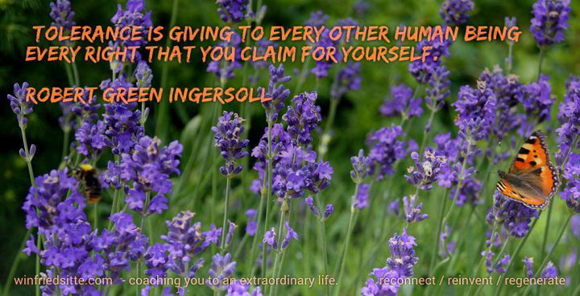 TOLERANCE IS GIVING TO EVERY OTHER HUMAN BEING
EVERY RIGHT THAT YOU CLAIM FOR YOURSELF.
ROBERT GREEN INGERSOLL
winfriedsitte.com ~ coaching you to an extraordinary life. reconnect / reinvent / regenerate